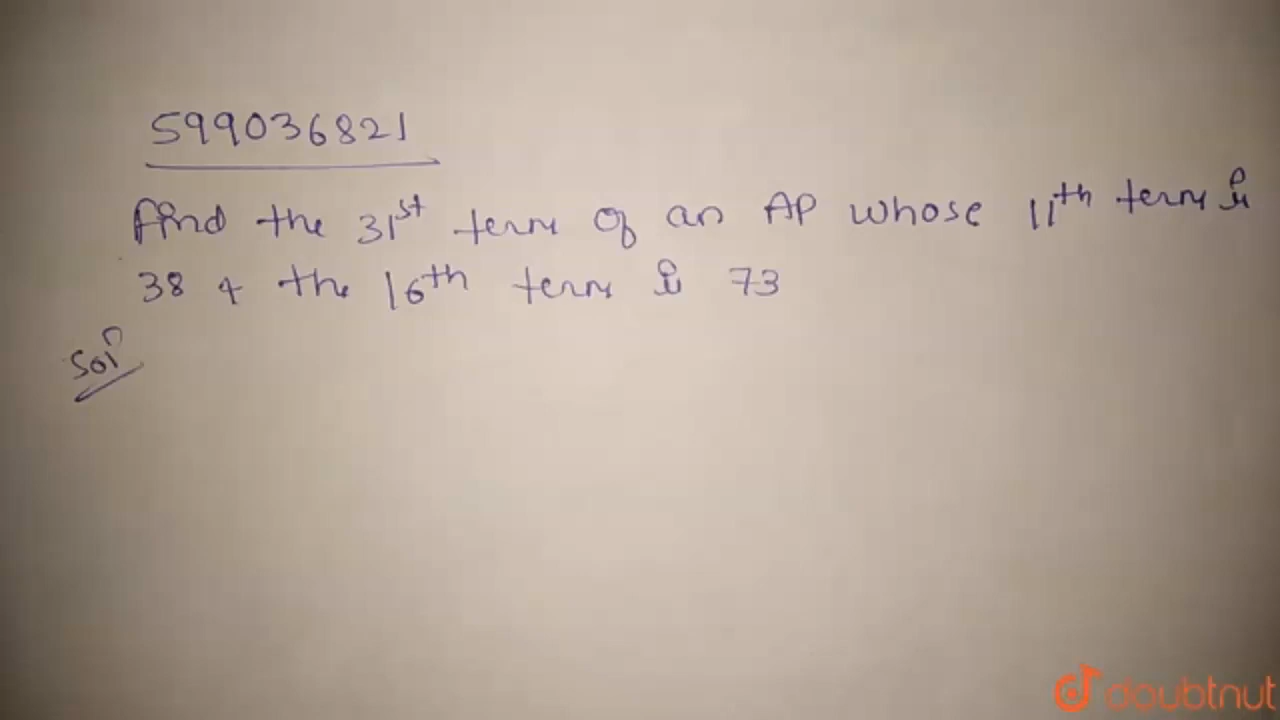 599036821
Find the 31st term of an AP whose 11th term is
38 & the 16th term is 73
Soln
doubtnut